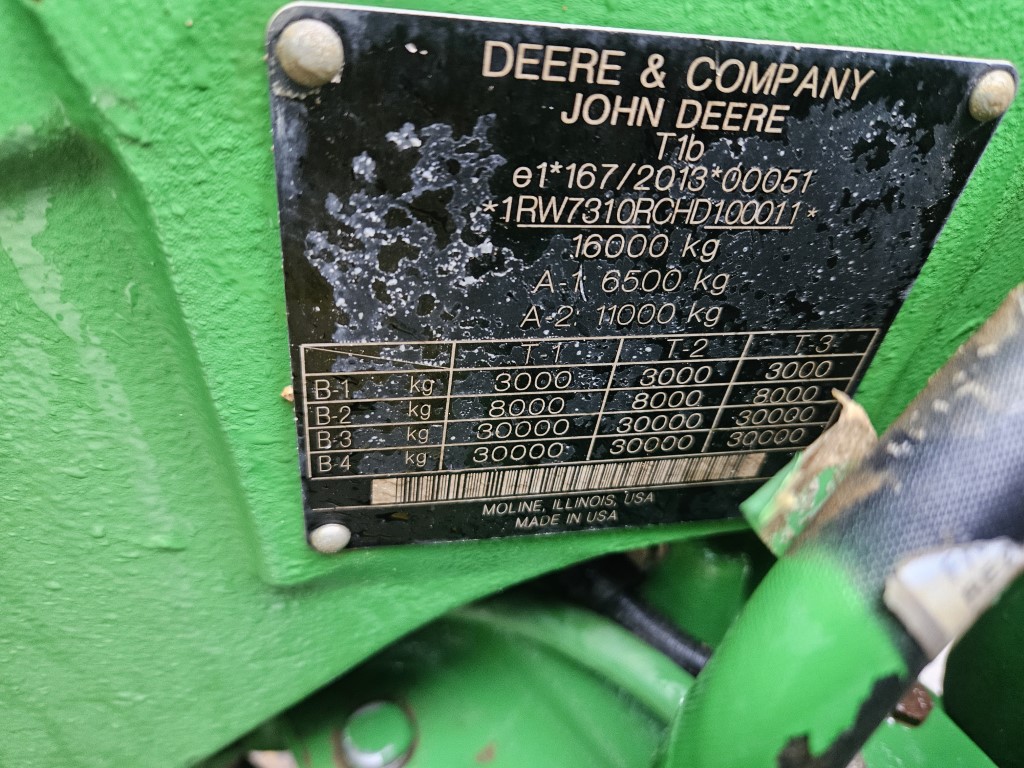 DEERE & COMPANY
JOHN DEERE
T1b
e1*167/2013*00051
*1RW7310RCHD100011*
16000 kg
A-1 6500 kg
A-2 11000 kg
T-1 T-2 T-3
B-1 kg 3000 3000 3000
B-2 kg 8000 8000 8000
B-3 kg 30000 30000 30000
B-4 kg 30000 30000 30000
MOLINE, ILLINOIS, USA
MADE IN USA